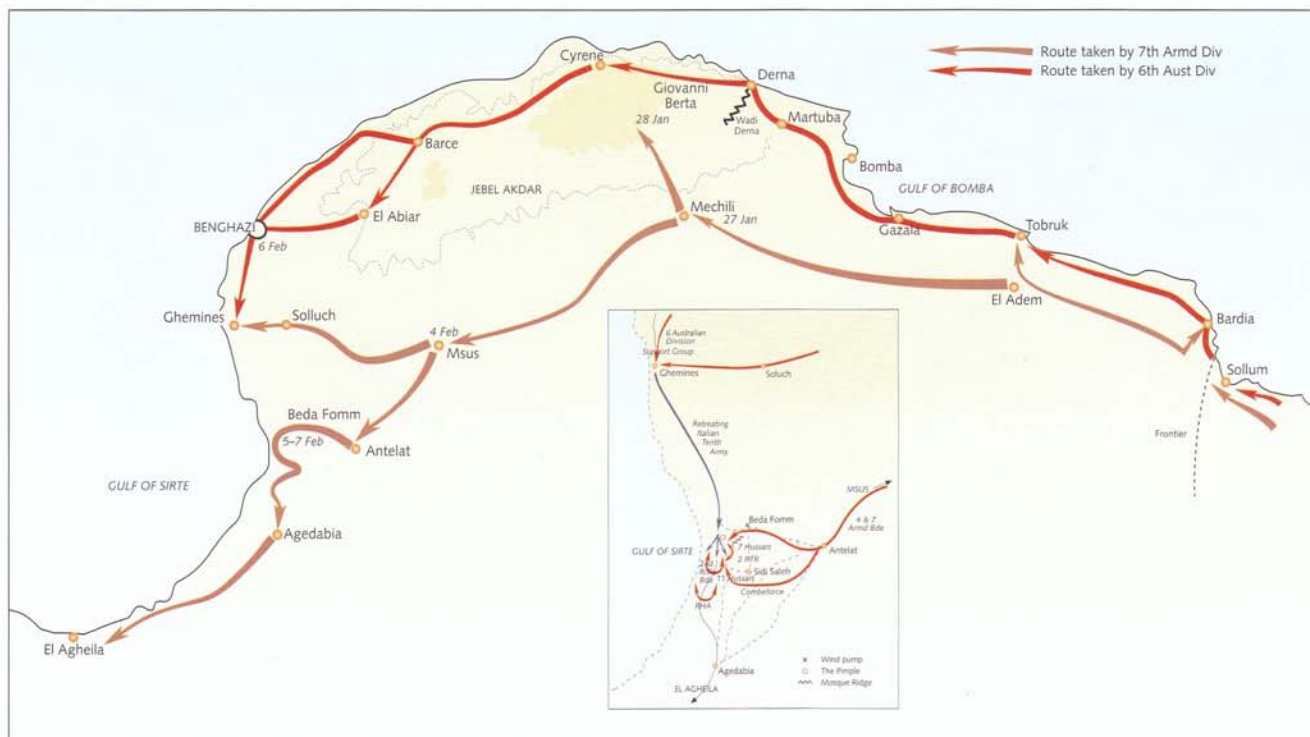 Route taken by 7th Armd Div
Route taken by 6th Aust Div
Cyrene
Derna
Giovanni
Berta
Wadi
Derna
Martuba
28 Jan
Barce
Bomba
JEBEL AKDAR
GULF OF BOMBA
El Abiar
Mechili
27 Jan
BENGHAZI
6 Feb
Gazala
Tobruk
El Adem
Ghemines
Solluch
4 Feb
Msus
Bardia
Sollum
Frontier
Beda Fomm
5–7 Feb
Antelat
GULF OF SIRTE
Agedabia
El Agheila
6 Australian
Division
Support Group
Ghemines
Soluch
Retreating
Italian
Tenth
Army
MSUS
4 & 7
Armd Bde
Beda Fomm
7 Hussars
Antelat
GULF OF SIRTE
2 RTR
Sidi Saleh
Bde
11 Hussars
Combeforce
RHA
Agedabia
EL AGHEILA
Wind pump
The Pimple
Mosque Ridge